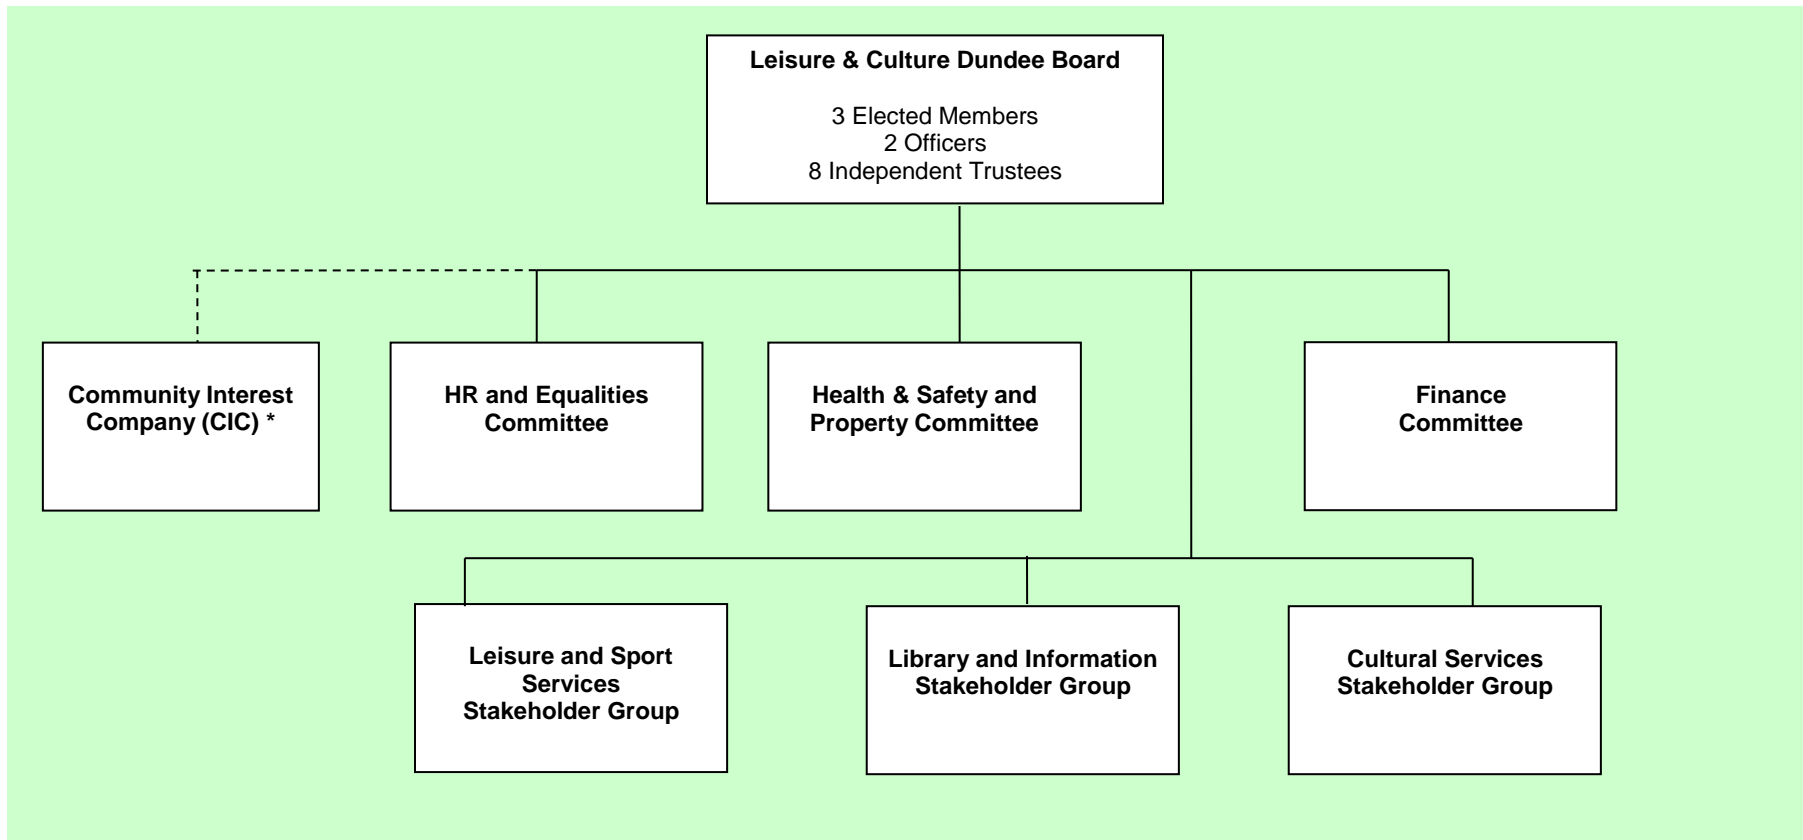 Leisure & Culture Dundee Board
3 Elected Members
2 Officers
8 Independent Trustees
Community Interest
Company (CIC) *
HR and Equalities
Committee
Health & Safety and
Property Committee
Finance
Committee
Leisure and Sport
Services
Stakeholder Group
Library and Information
Stakeholder Group
Cultural Services
Stakeholder Group